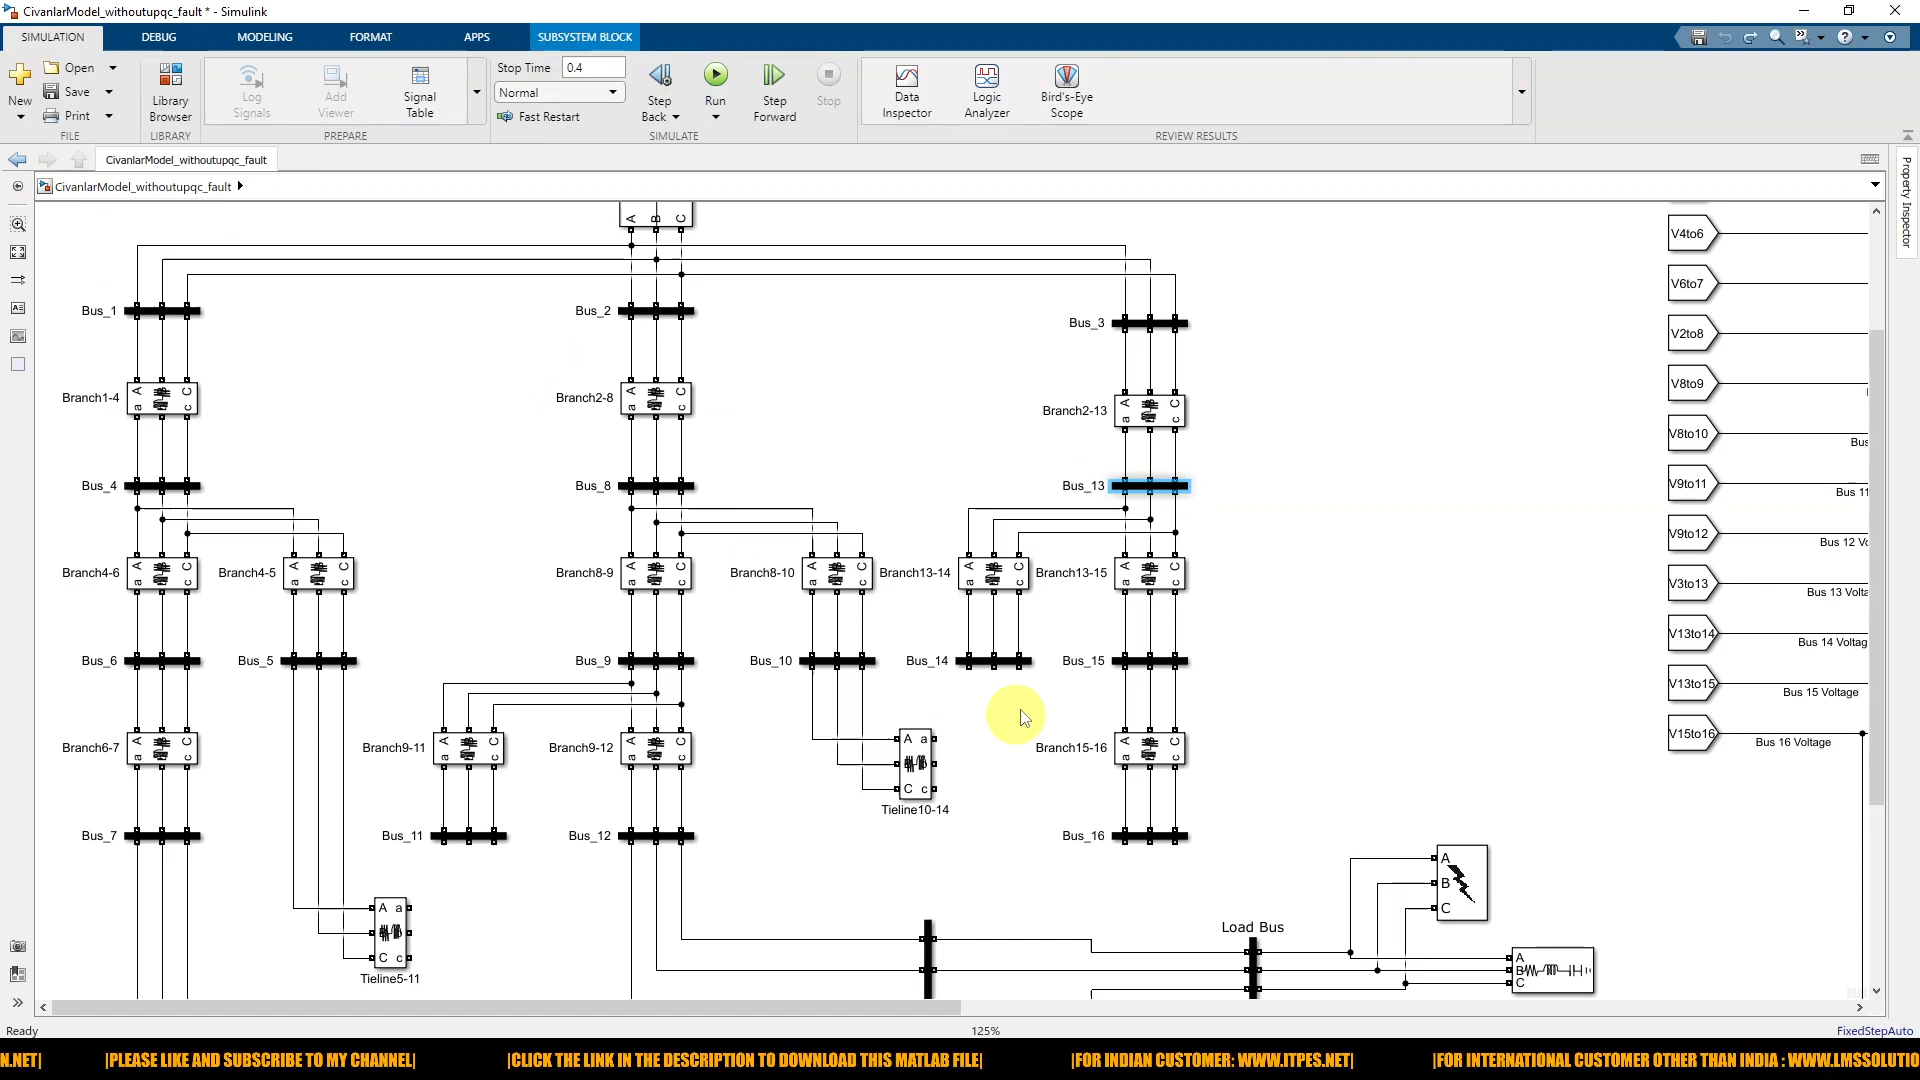 CivanlarModel_withoutupqc_fault * - Simulink
SIMULATION DEBUG MODELING FORMAT APPS SUBSYSTEM BLOCK
New
Open
Save
Print
FILE
Library Browser
LIBRARY
Log Signals
Add Viewer
Signal Table
PREPARE
Stop Time 0.4
Normal
Fast Restart
Step Back
Run
Step Forward
Stop
SIMULATE
Data Inspector
Logic Analyzer
Bird's-Eye Scope
REVIEW RESULTS
CivanlarModel_withoutupqc_fault
CivanlarModel_withoutupqc_fault
Property Inspector
A B C
V4to6
V6to7
Bus_1
Bus_2
Bus_3
V2to8
V8to9
Branch1-4 A B C a c
Branch2-8 A B C a c
Branch2-13 A B C a c
V8to10
Bus
Bus_4
Bus_8
Bus_13
V9to11
Bus 11
V9to12
Bus 12 Vo
Branch4-6 A B C a c
Branch4-5 A B C a c
Branch8-9 A B C a c
Branch8-10 A B C a c
Branch13-14 A B C a c
Branch13-15 A B C a c
V3to13
Bus 13 Volta
V13to14
Bus 14 Voltag
Bus_6
Bus_5
Bus_9
Bus_10
Bus_14
Bus_15
V13to15
Bus 15 Voltage
V15to16
Bus 16 Voltage
Branch6-7 A B C a c
Branch9-11 A B C a c
Branch9-12 A B C a c
A a
C c
Tieline10-14
Branch15-16 A B C a c
Bus_7
Bus_11
Bus_12
Bus_16
A
B
C
A a
C c
Tieline5-11
Load Bus
A
B
C
Ready
125%
FixedStepAuto
N.NET| |PLEASE LIKE AND SUBSCRIBE TO MY CHANNEL| |CLICK THE LINK IN THE DESCRIPTION TO DOWNLOAD THIS MATLAB FILE| |FOR INDIAN CUSTOMER: WWW.ITPES.NET| |FOR INTERNATIONAL CUSTOMER OTHER THAN INDIA : WWW.LMSSOLUTIO